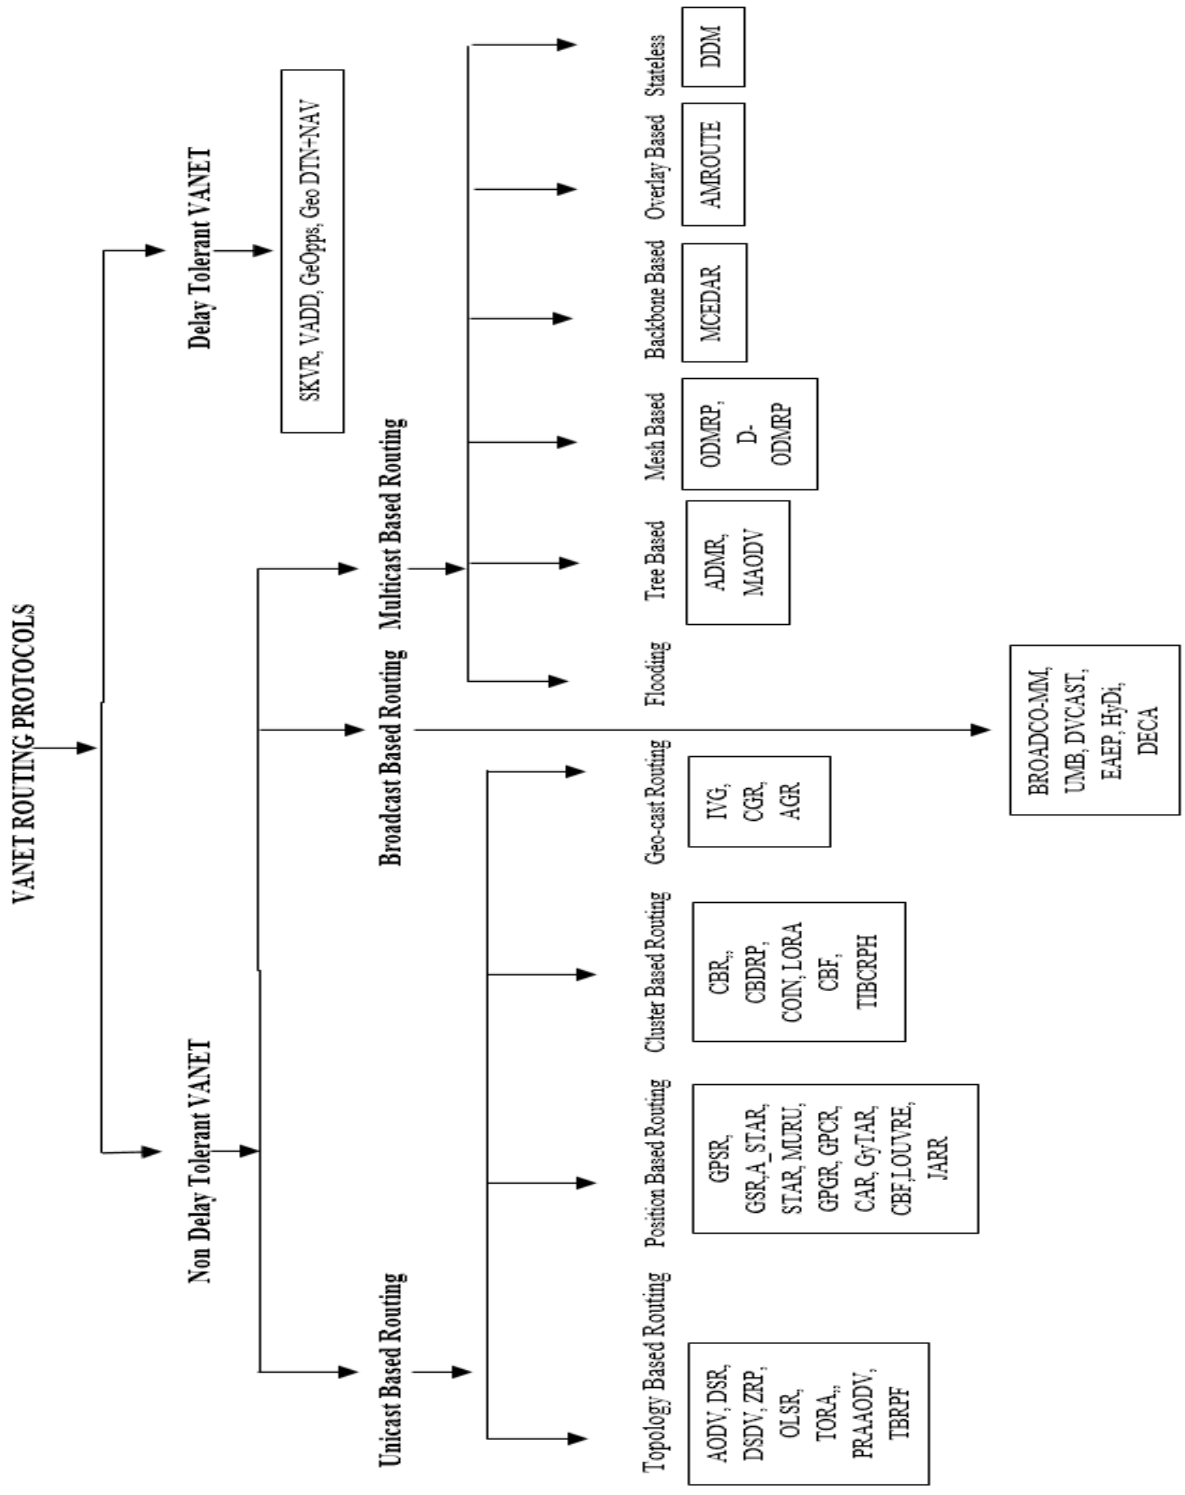 VANET ROUTING PROTOCOLS
Non Delay Tolerant VANET
Delay Tolerant VANET
SKVR, VADD, GeOpps, Geo DTN+NAV
Unicast Based Routing
Broadcast Based Routing
Multicast Based Routing
Topology Based Routing
Position Based Routing
Cluster Based Routing
Geo-cast Routing
Flooding
Tree Based
Mesh Based
Backbone Based
Overlay Based
Stateless
AODV, DSR,
DSDV, ZRP,
OLSR,
TORA,,
PRAAODV,
TBRPF
GPSR,
GSR,A_STAR,
STAR, MURU,
GPGR, GPCR,
CAR, GyTAR,
CBF,LOUVRE,
JARR
CBR,,
CBDRP,
COIN, LORA
CBF,
TIBCRPH
IVG,
CGR,
AGR
ADMR,
MAODV
ODMRP,
D-
ODMRP
MCEDAR
AMROUTE
DDM
BROADCO-MM,
UMB, DVCAST,
EAEP, HyDi,
DECA